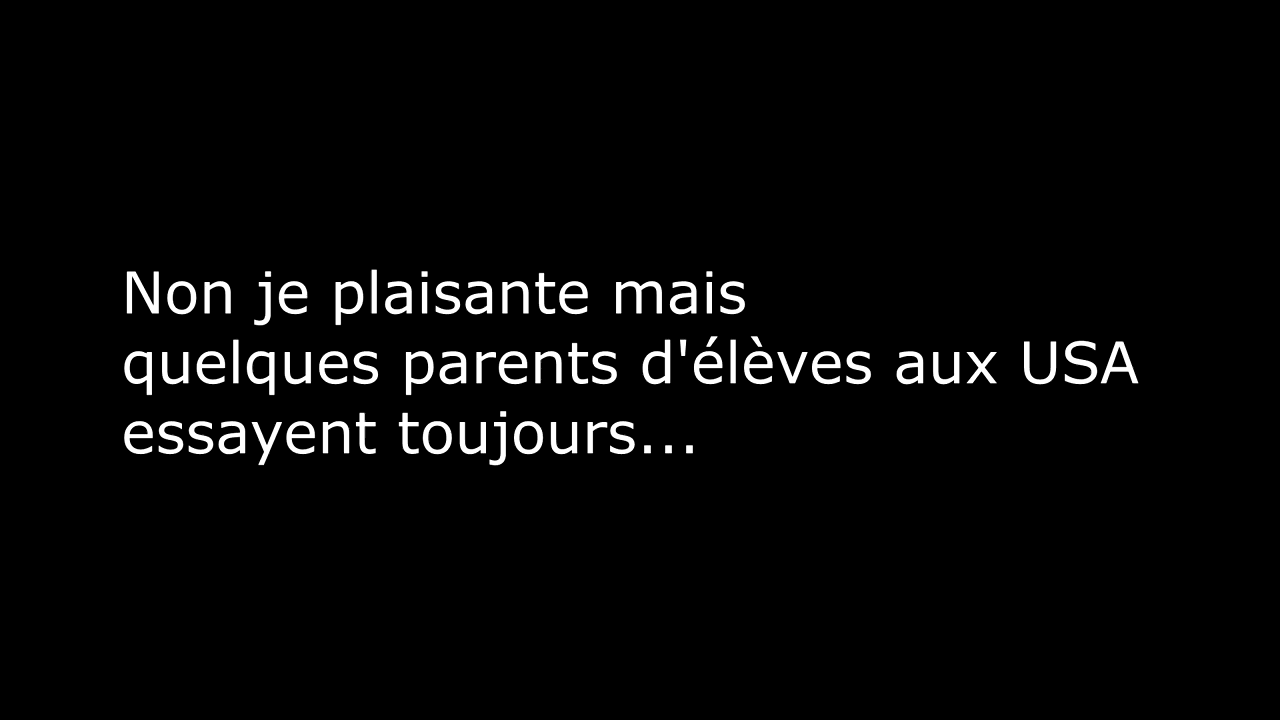 Non je plaisante mais
quelques parents d'élèves aux USA
essayent toujours...